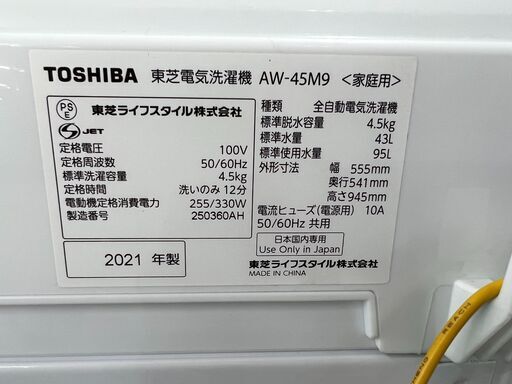 TOSHIBA 東芝電気洗濯機 AW-45M9 <家庭用>
PS
E
東芝ライフスタイル株式会社
JET
定格電圧 100V
定格周波数 50/60Hz
標準洗濯容量 4.5kg
定格時間 洗いのみ 12分
電動機定格消費電力 255/330W
製造番号 250360AH
2021 年製
種類 全自動電気洗濯機
標準脱水容量 4.5kg
標準水量 43L
標準使用水量 95L
外形寸法 幅 555mm
奥行541mm
高さ945mm
電流ヒューズ(電源用) 10A
50/60Hz 共用
日本国内専用
Use Only in Japan
東芝ライフスタイル株式会社
MADE IN CHINA
REACH